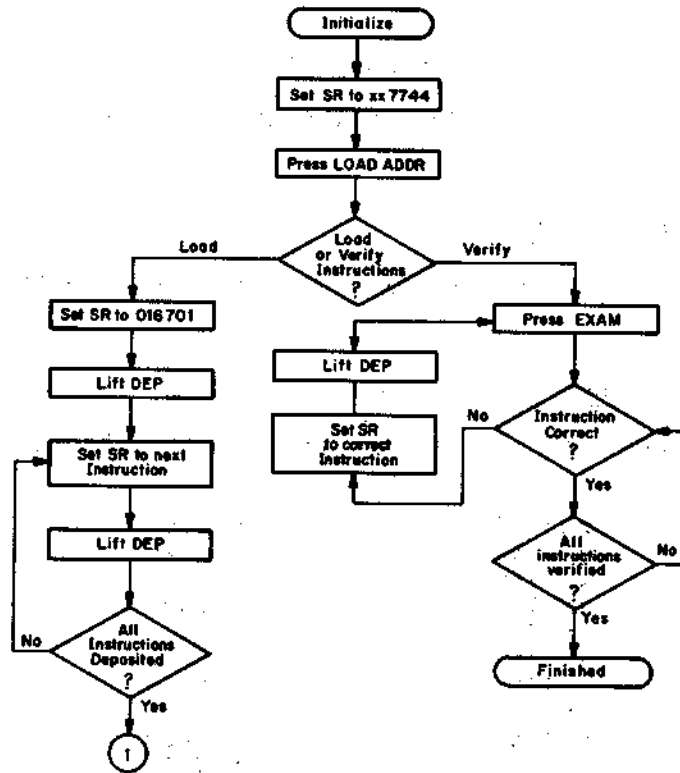 Initialize
Set SR to xx7744
Press LOAD ADDR
Load
or Verify
Instructions
?
Load
Verify
Set SR to 016701
Lift DEP
Set SR to next
Instruction
Lift DEP
All
Instructions
Deposited
?
No
Yes
1
Press EXAM
Lift DEP
Set SR
to correct
Instruction
No
Instruction
Correct
?
Yes
All
instructions
verified
?
No
Yes
Finished